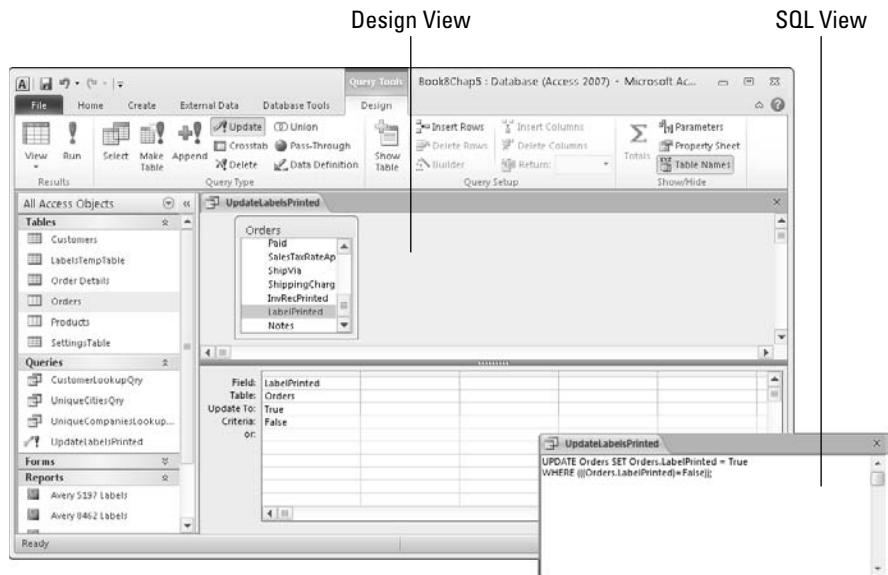 Design View
SQL View
Query Tools
Book8Chap5 : Database (Access 2007) - Microsoft Ac...
File Home Create External Data Database Tools Design
View
Run
Select
Make Table
Append
Update
Crosstab
Delete
Union
Pass-Through
Data Definition
Show Table
Insert Rows
Delete Rows
Builder
Insert Columns
Delete Columns
Return:
Totals
Parameters
Property Sheet
Table Names
Results Query Type Query Setup Show/Hide
All Access Objects
UpdateLabelsPrinted
Tables
Customers
LabelsTempTable
Order Details
Orders
Products
SettingsTable
Queries
CustomerLookupQry
UniqueCitiesQry
UniqueCompaniesLookup...
UpdateLabelsPrinted
Forms
Reports
Avery 5197 Labels
Avery 8462 Labels
Orders
Paid
SalesTaxRateAp
ShipVia
ShippingCharg
InvRecPrinted
LabelPrinted
Notes
Field: LabelPrinted
Table: Orders
Update To: True
Criteria: False
or:
UpdateLabelsPrinted
UPDATE Orders SET Orders.LabelPrinted = True
WHERE (((Orders.LabelPrinted)=False));
Ready